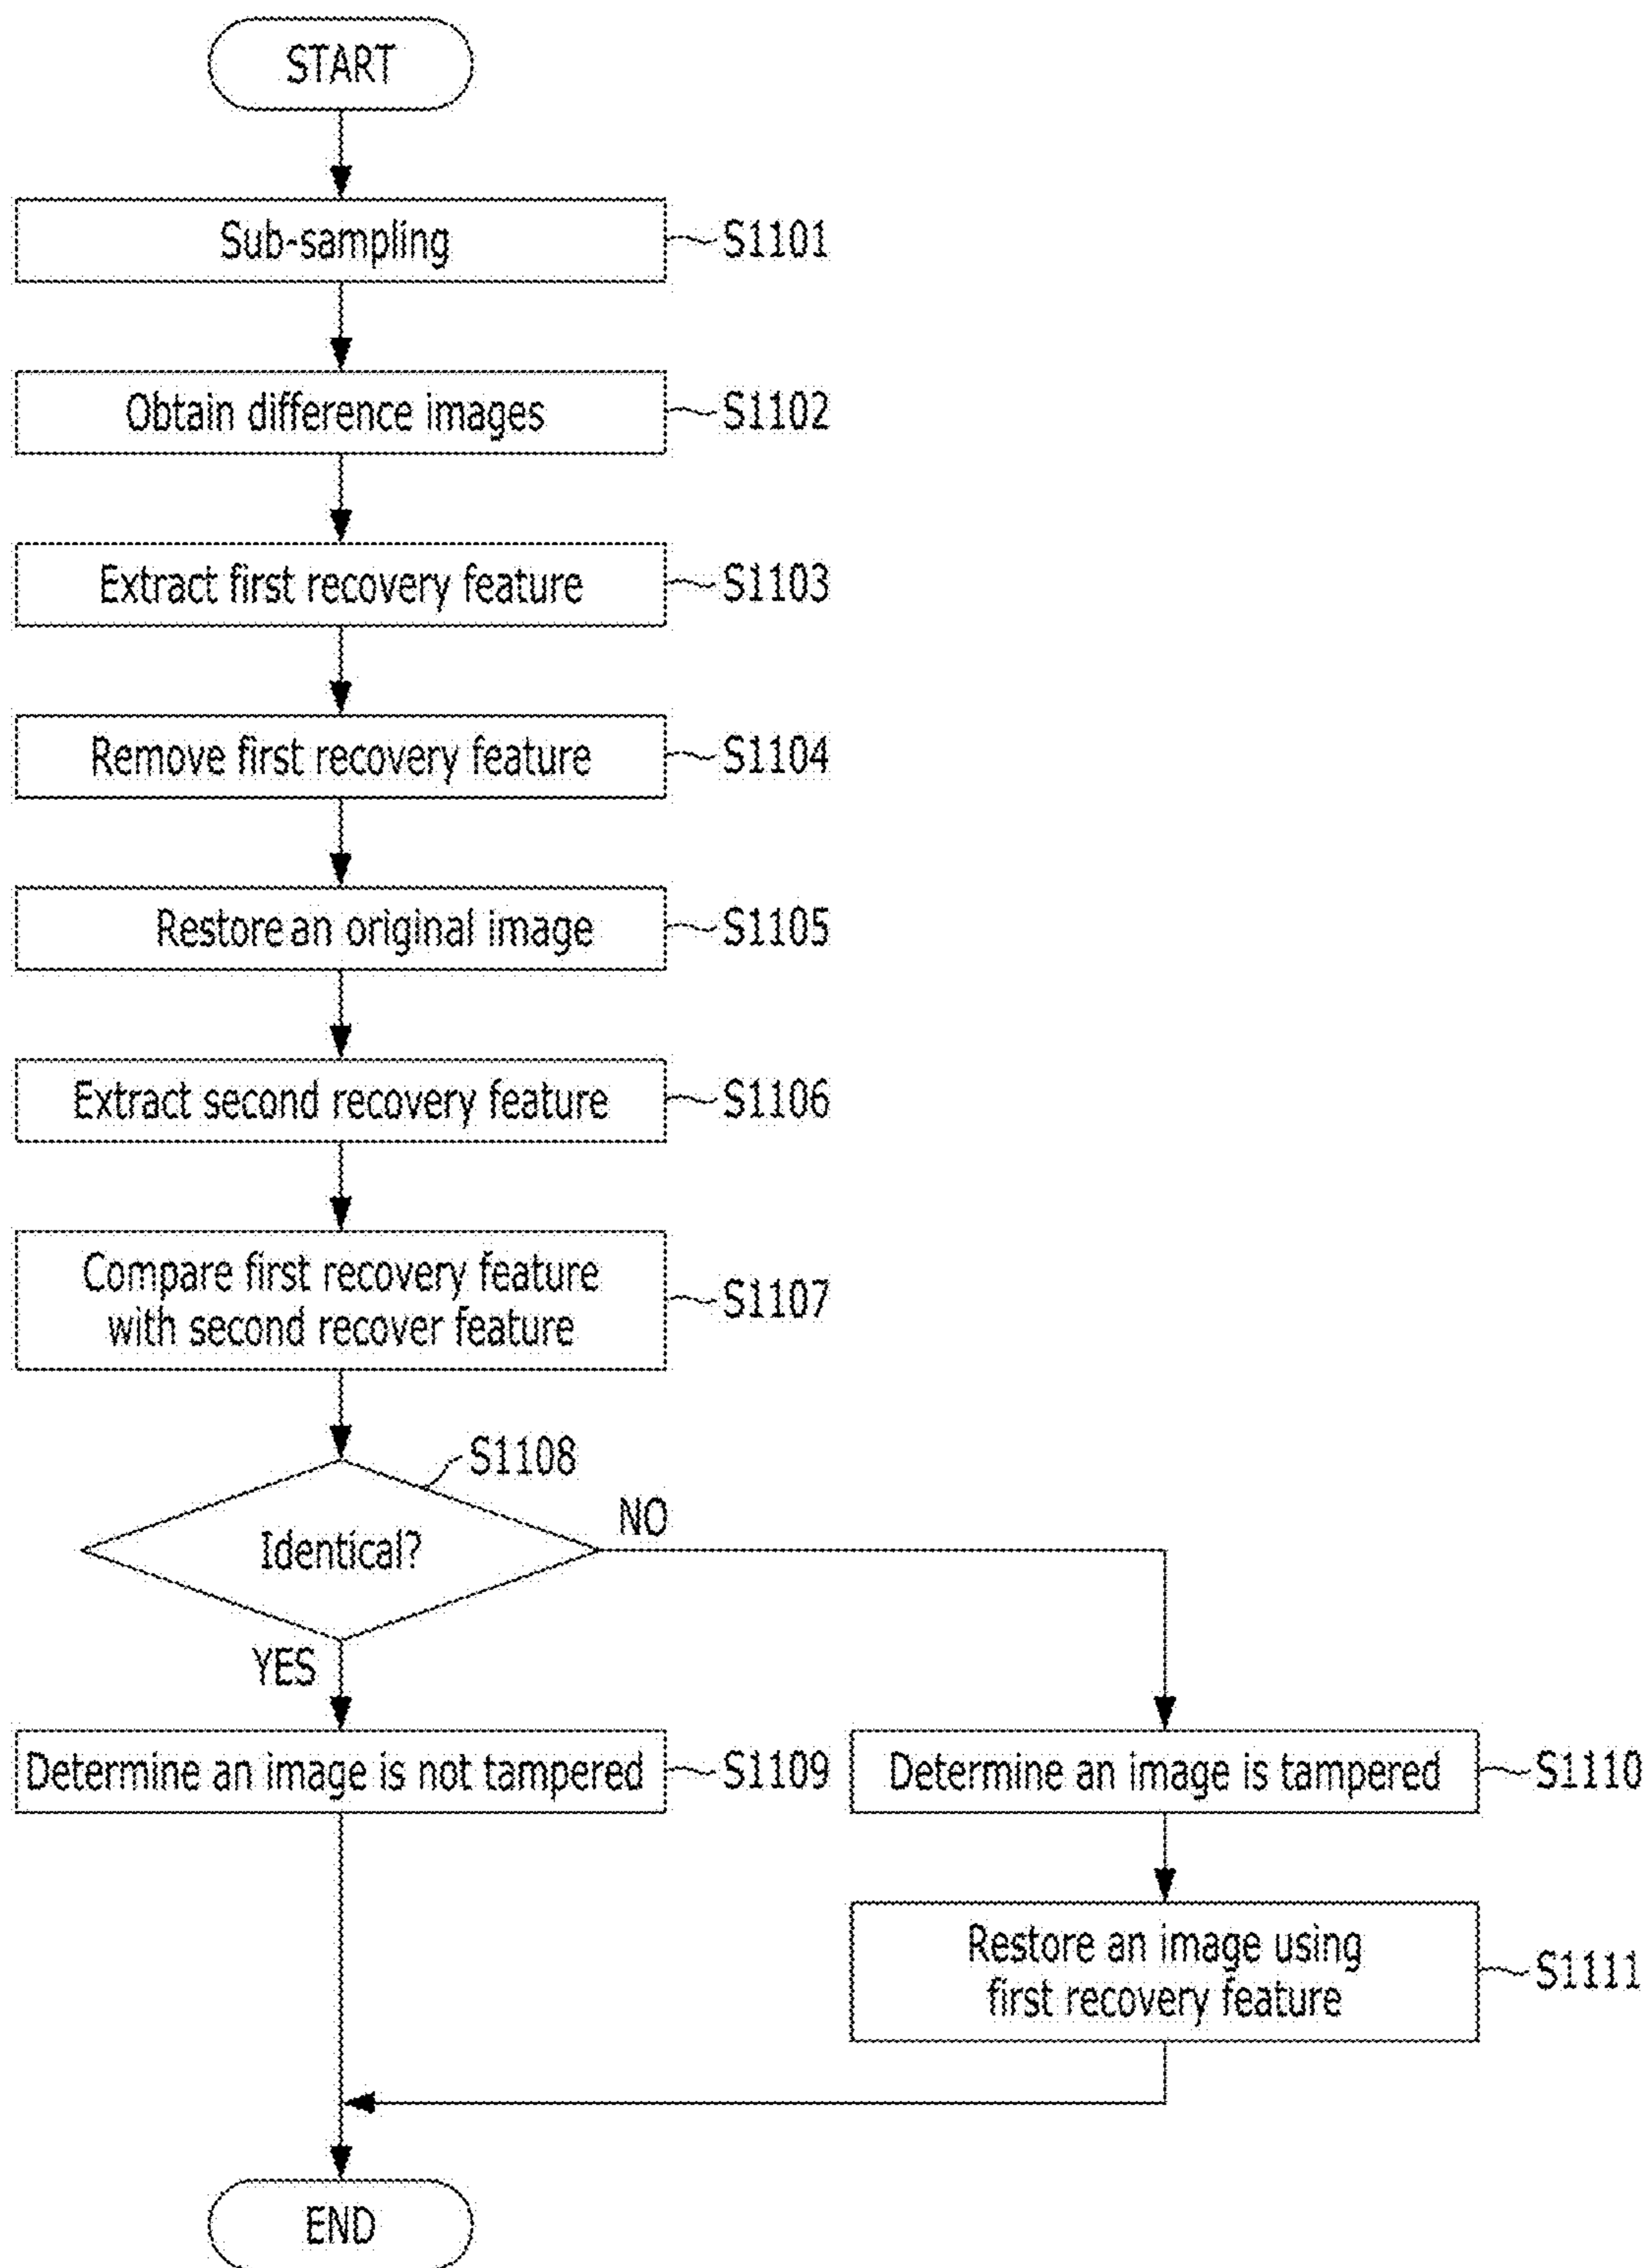 START
Sub-sampling
S1101
Obtain difference images
S1102
Extract first recovery feature
S1103
Remove first recovery feature
S1104
Restore an original image
S1105
Extract second recovery feature
S1106
Compare first recovery feature
with second recover feature
S1107
S1108
Identical?
NO
YES
Determine an image is not tampered
S1109
Determine an image is tampered
S1110
Restore an image using
first recovery feature
S1111
END